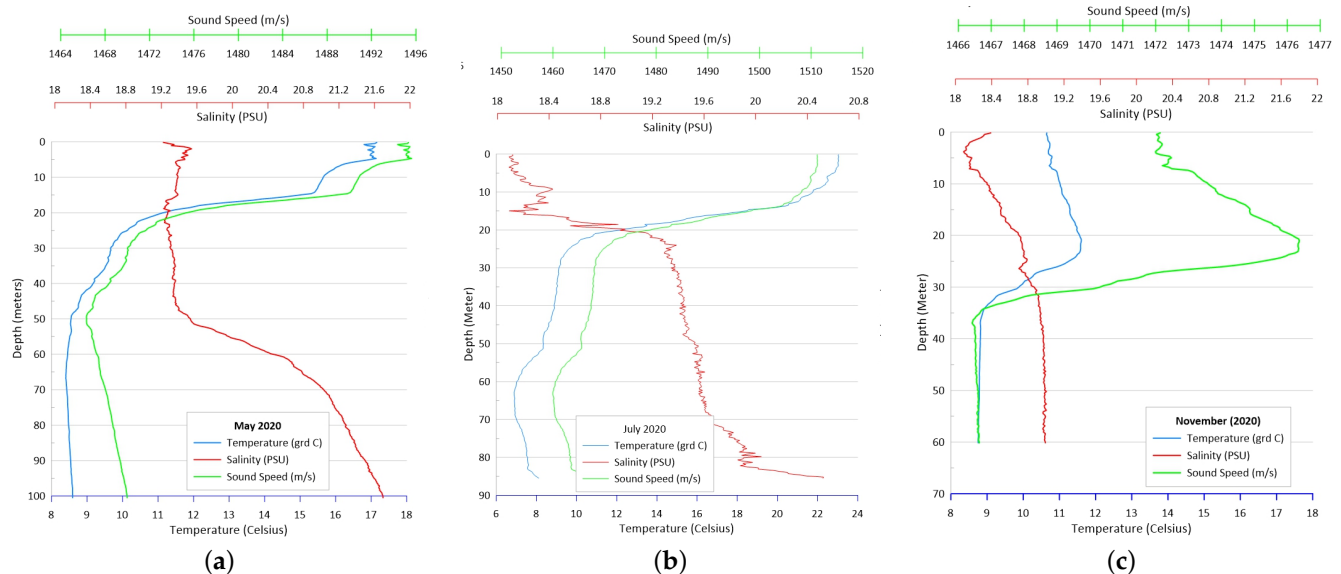 Sound Speed (m/s)
1464 1468 1472 1476 1480 1484 1488 1492 1496
18 18.4 18.8 19.2 19.6 20 20.4 20.8 21.2 21.6 22
Salinity (PSU)
0
10
20
30
40
50
60
70
80
90
100
Depth (meters)
May 2020
Temperature (grd C)
Salinity (PSU)
Sound Speed (m/s)
8 9 10 11 12 13 14 15 16 17 18
Temperature (Celsius)
(a)
Sound Speed (m/s)
1450 1460 1470 1480 1490 1500 1510 1520
18 18.4 18.8 19.2 19.6 20 20.4 20.8
Salinity (PSU)
0
10
20
30
40
50
60
70
80
90
Depth (Meter)
July 2020
Temperature (grd C)
Salinity (PSU)
Sound Speed (m/s)
6 8 10 12 14 16 18 20 22 24
Temperature (Celsius)
(b)
Sound Speed (m/s)
1466 1467 1468 1469 1470 1471 1472 1473 1474 1475 1476 1477
18 18.4 18.8 19.2 19.6 20 20.4 20.8 21.2 21.6 22
Salinity (PSU)
0
10
20
30
40
50
60
70
Depth (Meter)
November (2020)
Temperature (grd C)
Salinity (PSU)
Sound Speed (m/s)
8 9 10 11 12 13 14 15 16 17 18
Temperature (Celsius)
(c)